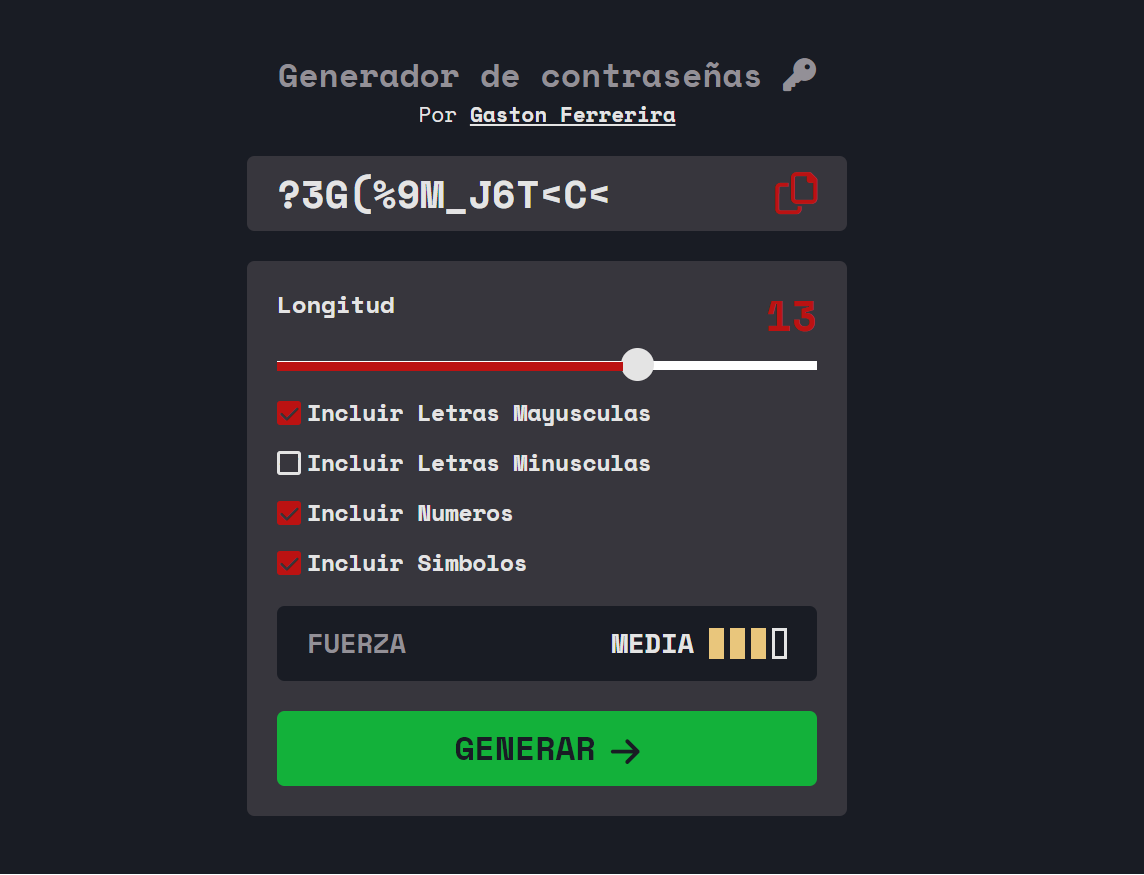 Generador de contraseñas
Por Gaston Ferrerira
?3G(%9M_J6T<C<
Longitud
13
Incluir Letras Mayusculas
Incluir Letras Minusculas
Incluir Numeros
Incluir Simbolos
FUERZA MEDIA
GENERAR →